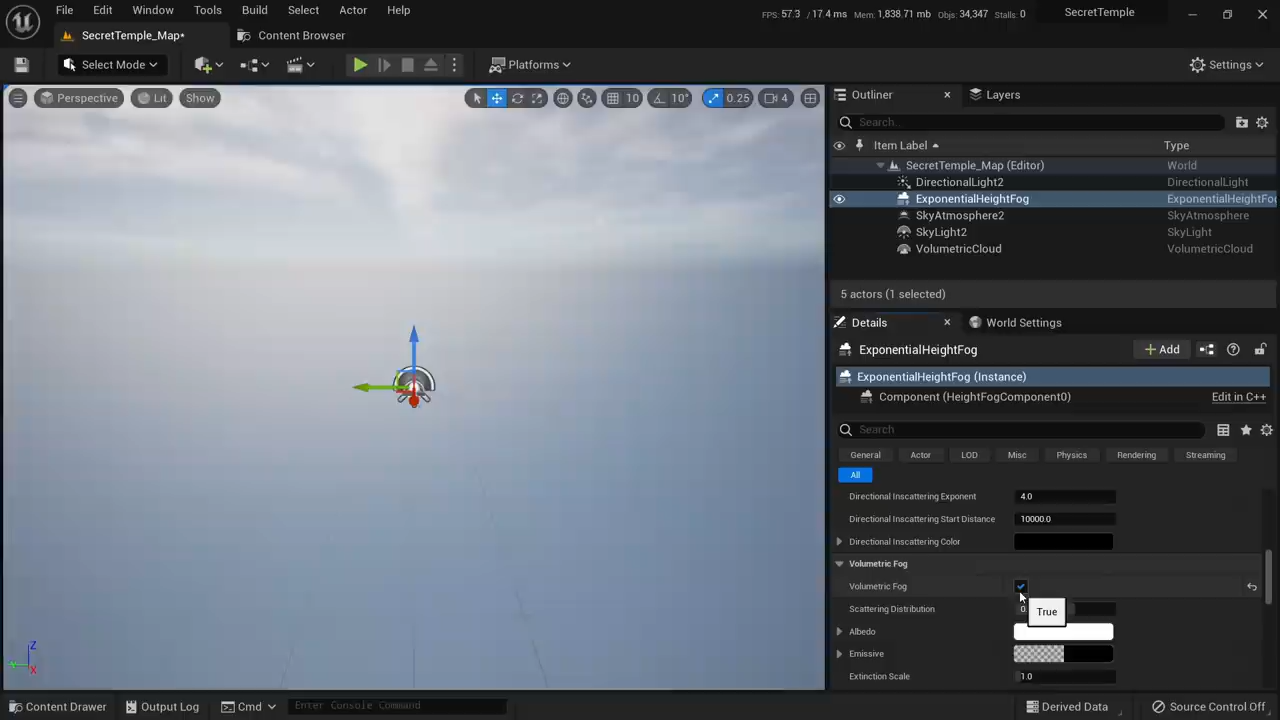 File Edit Window Tools Build Select Actor Help
FPS: 57.3 / 17.4 ms Mem: 1,838.71 mb Objs: 34,347 Stalls: 0
SecretTemple
SecretTemple_Map*
Content Browser
Select Mode
Platforms
Settings
Perspective
Lit
Show
10
10°
0.25
4
Outliner
Layers
Search...
Item Label
Type
SecretTemple_Map (Editor) World
DirectionalLight2 DirectionalLight
ExponentialHeightFog ExponentialHeightFo
SkyAtmosphere2 SkyAtmosphere
SkyLight2 SkyLight
VolumetricCloud VolumetricCloud
5 actors (1 selected)
Details
World Settings
ExponentialHeightFog
Add
ExponentialHeightFog (Instance)
Component (HeightFogComponent0) Edit in C++
Search
General Actor LOD Misc Physics Rendering Streaming
All
Directional Inscattering Exponent 4.0
Directional Inscattering Start Distance 10000.0
Directional Inscattering Color
Volumetric Fog
Volumetric Fog
True
Scattering Distribution
Albedo
Emissive
Extinction Scale 1.0
Z
Y
X
Content Drawer
Output Log
Cmd
Enter Console Command
Derived Data
Source Control Off